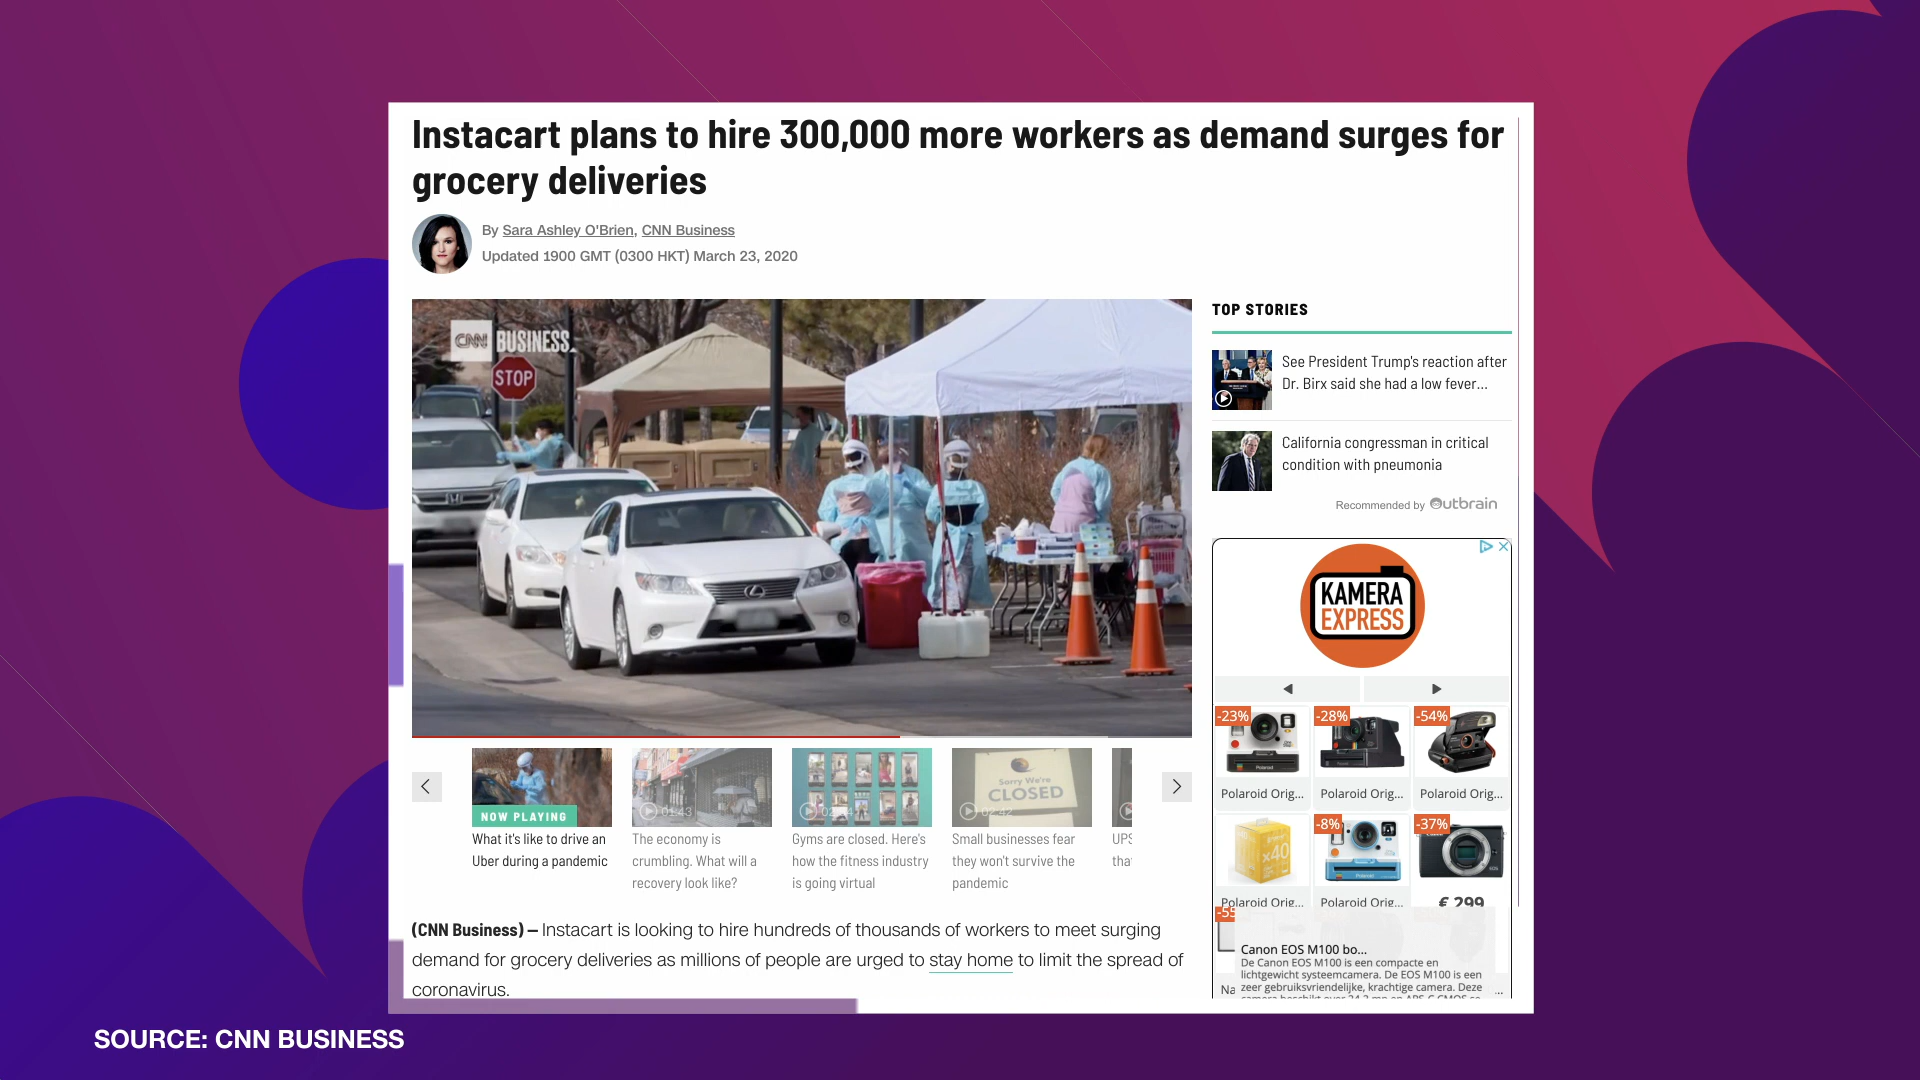 Instacart plans to hire 300,000 more workers as demand surges for
grocery deliveries
By Sara Ashley O'Brien, CNN Business
Updated 1900 GMT (0300 HKT) March 23, 2020
CNN BUSINESS
STOP
NOW PLAYING
What it's like to drive an
Uber during a pandemic
01:43
The economy is
crumbling. What will a
recovery look like?
Gyms are closed. Here's
how the fitness industry
is going virtual
Sorry We're
CLOSED
02:42
Small businesses fear
they won't survive the
pandemic
UPS
tha
(CNN Business) — Instacart is looking to hire hundreds of thousands of workers to meet surging
demand for grocery deliveries as millions of people are urged to stay home to limit the spread of
coronavirus.
TOP STORIES
See President Trump's reaction after
Dr. Birx said she had a low fever...
California congressman in critical
condition with pneumonia
Recommended by Outbrain
KAMERA
EXPRESS
-23% -28% -54%
Polaroid Orig... Polaroid Orig... Polaroid Orig...
x40 -8% -37%
Polaroid Orig... Polaroid Orig... € 299
Canon EOS M100 bo...
De Canon EOS M100 is een compacte en
lichtgewicht systeemcamera. De EOS M100 is een
Na zeer gebruiksvriendelijke, krachtige camera. Deze ...
SOURCE: CNN BUSINESS